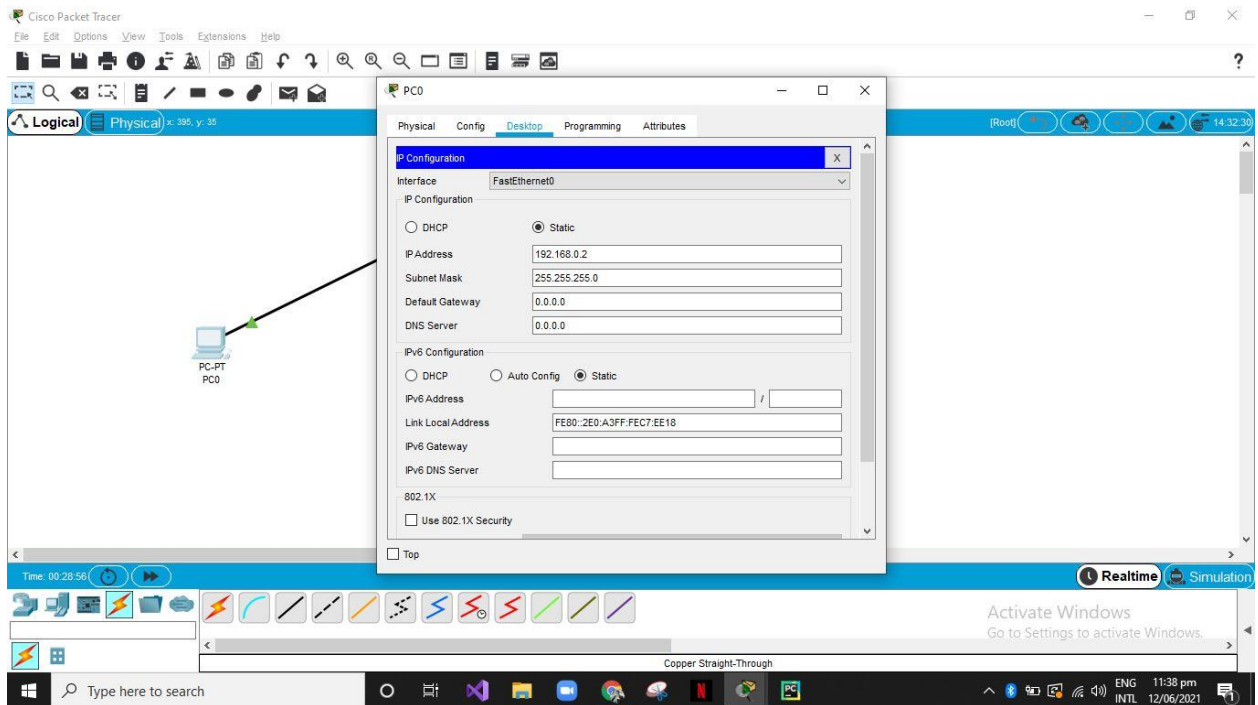 Cisco Packet Tracer
File Edit Options View Tools Extensions Help
?
Logical Physical x: 395, y: 35
[Root] 14:32:30
PC-PT
PC0
PC0
Physical Config Desktop Programming Attributes
IP Configuration X
Interface FastEthernet0
IP Configuration
DHCP Static
IP Address 192.168.0.2
Subnet Mask 255.255.255.0
Default Gateway 0.0.0.0
DNS Server 0.0.0.0
IPv6 Configuration
DHCP Auto Config Static
IPv6 Address /
Link Local Address FE80::2E0:A3FF:FEC7:EE18
IPv6 Gateway
IPv6 DNS Server
802.1X
Use 802.1X Security
Top
Time: 00:28:56 Realtime Simulation
Activate Windows
Go to Settings to activate Windows.
Copper Straight-Through
Type here to search
ENG 11:38 pm
INTL 12/06/2021